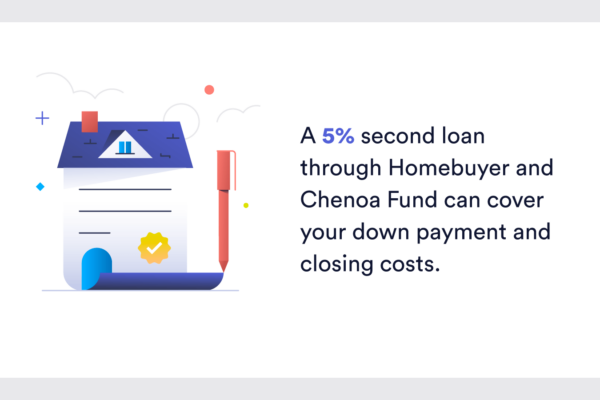 A 5% second loan
through Homebuyer and
Chenoa Fund can cover
your down payment and
closing costs.